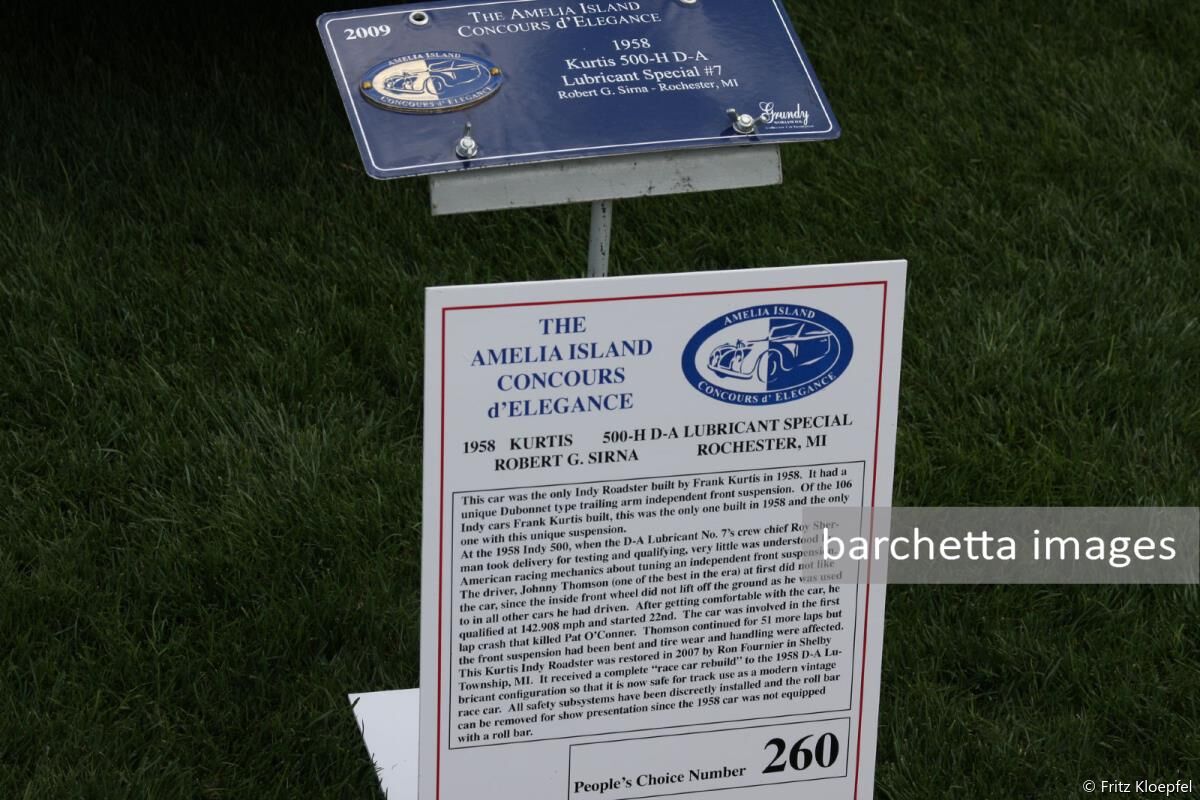 2009
THE AMELIA ISLAND
CONCOURS d'ELEGANCE
AMELIA ISLAND
CONCOURS d' ELEGANCE
1958
Kurtis 500-H D-A
Lubricant Special #7
Robert G. Sirna - Rochester, MI
Grundy
THE
AMELIA ISLAND
CONCOURS
d'ELEGANCE
AMELIA ISLAND
CONCOURS d' ELEGANCE
1958 KURTIS 500-H D-A LUBRICANT SPECIAL
ROBERT G. SIRNA ROCHESTER, MI
This car was the only Indy Roadster built by Frank Kurtis in 1958. It had a
unique Dubonnet type trailing arm independent front suspension. Of the 106
Indy cars Frank Kurtis built, this was the only one built in 1958 and the only
one with this unique suspension.
At the 1958 Indy 500, when the D-A Lubricant No. 7's crew chief Roy Sher-
man took delivery for testing and qualifying, very little was understood by
American racing mechanics about tuning an independent front suspension.
The driver, Johnny Thomson (one of the best in the era) at first did not like
the car, since the inside front wheel did not lift off the ground as he was used
to in all other cars he had driven. After getting comfortable with the car, he
qualified at 142.908 mph and started 22nd. The car was involved in the first
lap crash that killed Pat O'Conner. Thomson continued for 51 more laps but
the front suspension had been bent and tire wear and handling were affected.
This Kurtis Indy Roadster was restored in 2007 by Ron Fournier in Shelby
Township, MI. It received a complete "race car rebuild" to the 1958 D-A Lu-
bricant configuration so that it is now safe for track use as a modern vintage
race car. All safety subsystems have been discreetly installed and the roll bar
can be removed for show presentation since the 1958 car was not equipped
with a roll bar.
People's Choice Number 260
barchetta images
© Fritz Kloepfel